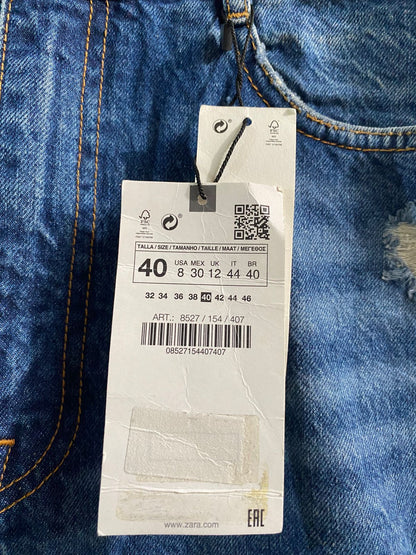 TALLA / SIZE / TAMANHO / TAILLE / MAAT / ΜΕΓΕΘΟΣ
40 USA 8 MEX 30 UK 12 IT 44 BR 40
32 34 36 38 40 42 44 46
ART.: 8527 / 154 / 407
08527154407407
www.zara.com
EAC